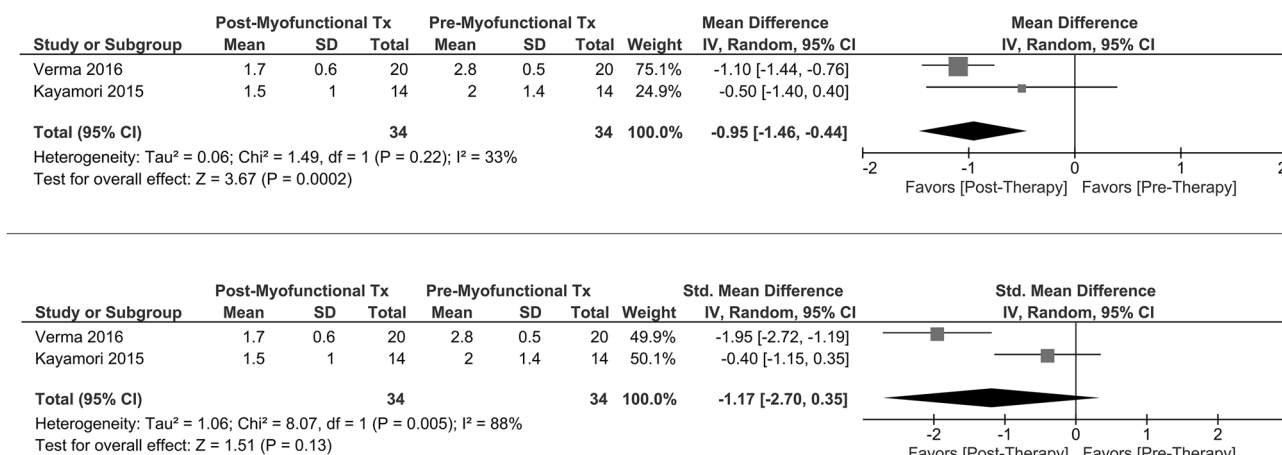 Post-Myofunctional Tx Pre-Myofunctional Tx Mean Difference Mean Difference
Study or Subgroup Mean SD Total Mean SD Total Weight IV, Random, 95% CI IV, Random, 95% CI
Verma 2016 1.7 0.6 20 2.8 0.5 20 75.1% -1.10 [-1.44, -0.76]
Kayamori 2015 1.5 1 14 2 1.4 14 24.9% -0.50 [-1.40, 0.40]
Total (95% CI) 34 34 100.0% -0.95 [-1.46, -0.44]
Heterogeneity: Tau² = 0.06; Chi² = 1.49, df = 1 (P = 0.22); I² = 33%
Test for overall effect: Z = 3.67 (P = 0.0002)
-2 -1 0 1 2
Favors [Post-Therapy] Favors [Pre-Therapy]
Post-Myofunctional Tx Pre-Myofunctional Tx Std. Mean Difference Std. Mean Difference
Study or Subgroup Mean SD Total Mean SD Total Weight IV, Random, 95% CI IV, Random, 95% CI
Verma 2016 1.7 0.6 20 2.8 0.5 20 49.9% -1.95 [-2.72, -1.19]
Kayamori 2015 1.5 1 14 2 1.4 14 50.1% -0.40 [-1.15, 0.35]
Total (95% CI) 34 34 100.0% -1.17 [-2.70, 0.35]
Heterogeneity: Tau² = 1.06; Chi² = 8.07, df = 1 (P = 0.005); I² = 88%
Test for overall effect: Z = 1.51 (P = 0.13)
-2 -1 0 1 2
Favors [Post-Therapy] Favors [Pre-Therapy]